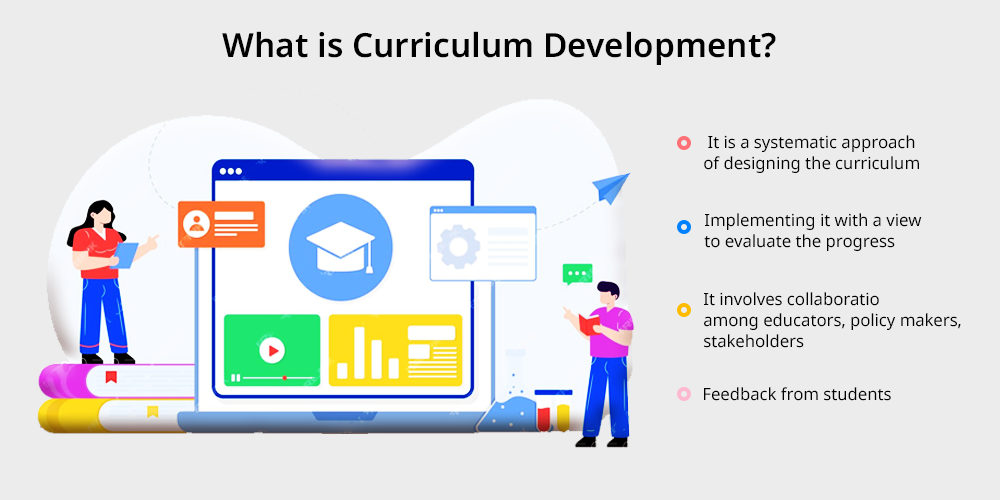 What is Curriculum Development?
It is a systematic approach
of designing the curriculum
Implementing it with a view
to evaluate the progress
It involves collaboratio
among educators, policy makers,
stakeholders
Feedback from students